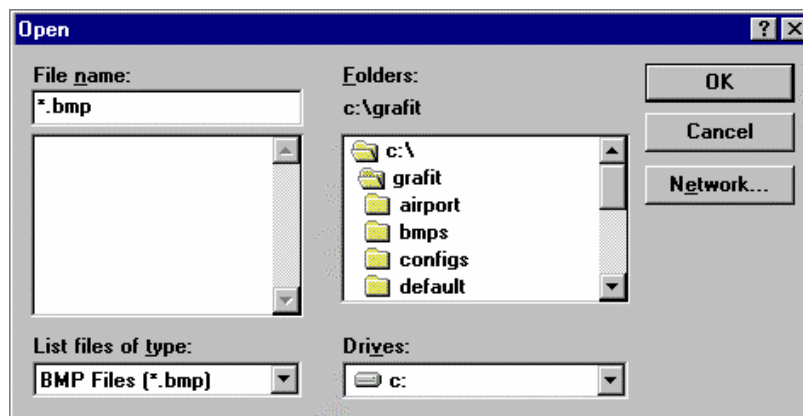 Open
File name:
*.bmp
Folders:
c:\grafit
c:\
grafit
airport
bmps
configs
default
OK
Cancel
Network...
List files of type:
BMP Files (*.bmp)
Drives:
c: